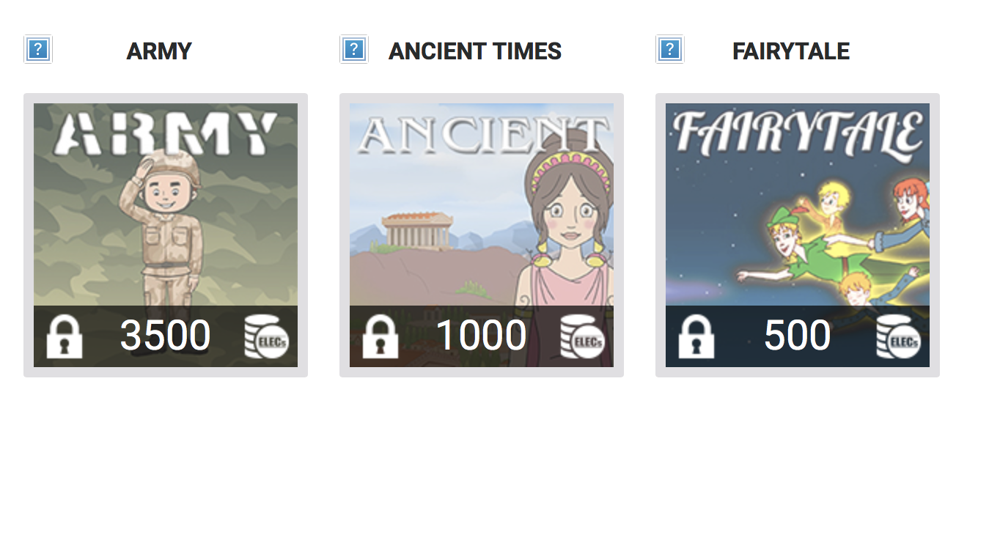 ? ARMY
? ANCIENT TIMES
? FAIRYTALE
ARMY
ANCIENT
FAIRYTALE
3500 ELECs
1000 ELECs
500 ELECs